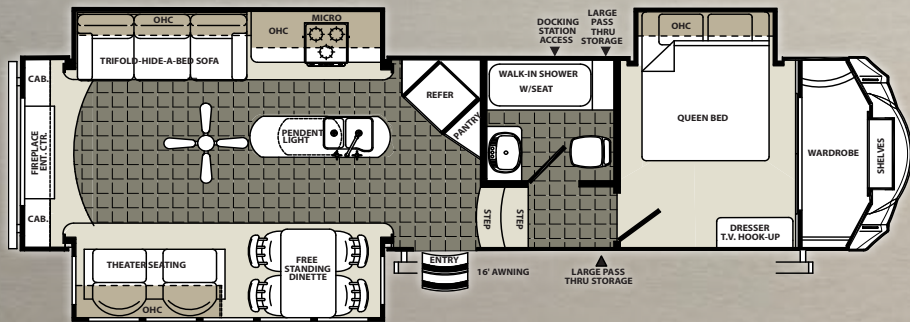 OHC
TRIFOLD-HIDE-A-BED SOFA
OHC
MICRO
DOCKING
STATION
ACCESS
LARGE
PASS
THRU
STORAGE
OHC
CAB.
FIREPLACE
ENT. CTR.
CAB.
PENDENT
LIGHT
REFER
PANTRY
WALK-IN SHOWER
W/SEAT
QUEEN BED
WARDROBE
SHELVES
STEP
STEP
DRESSER
T.V. HOOK-UP
THEATER SEATING
OHC
FREE
STANDING
DINETTE
ENTRY
16' AWNING
LARGE PASS
THRU STORAGE